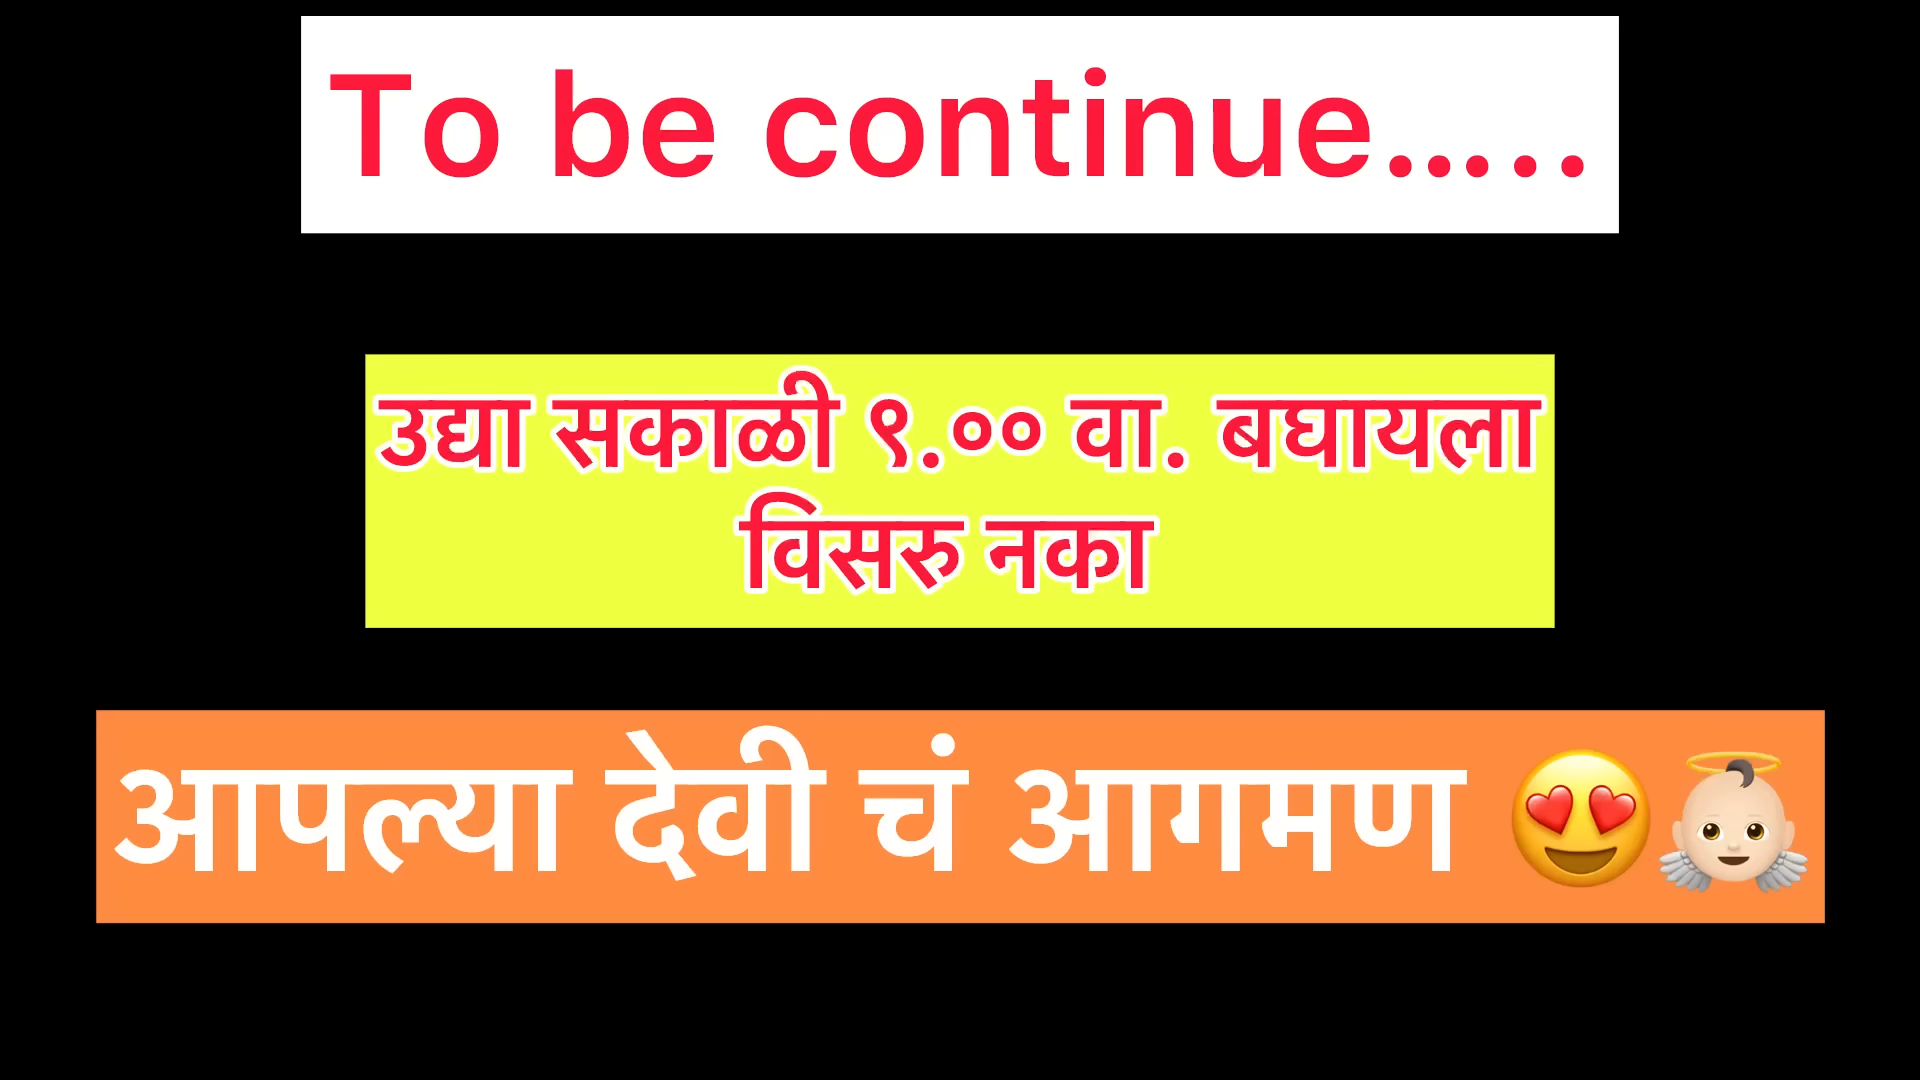 To be continue.....
उद्या सकाळी ९.०० वा. बघायला
विसरु नका
आपल्या देवी चं आगमण 😍👼🏻